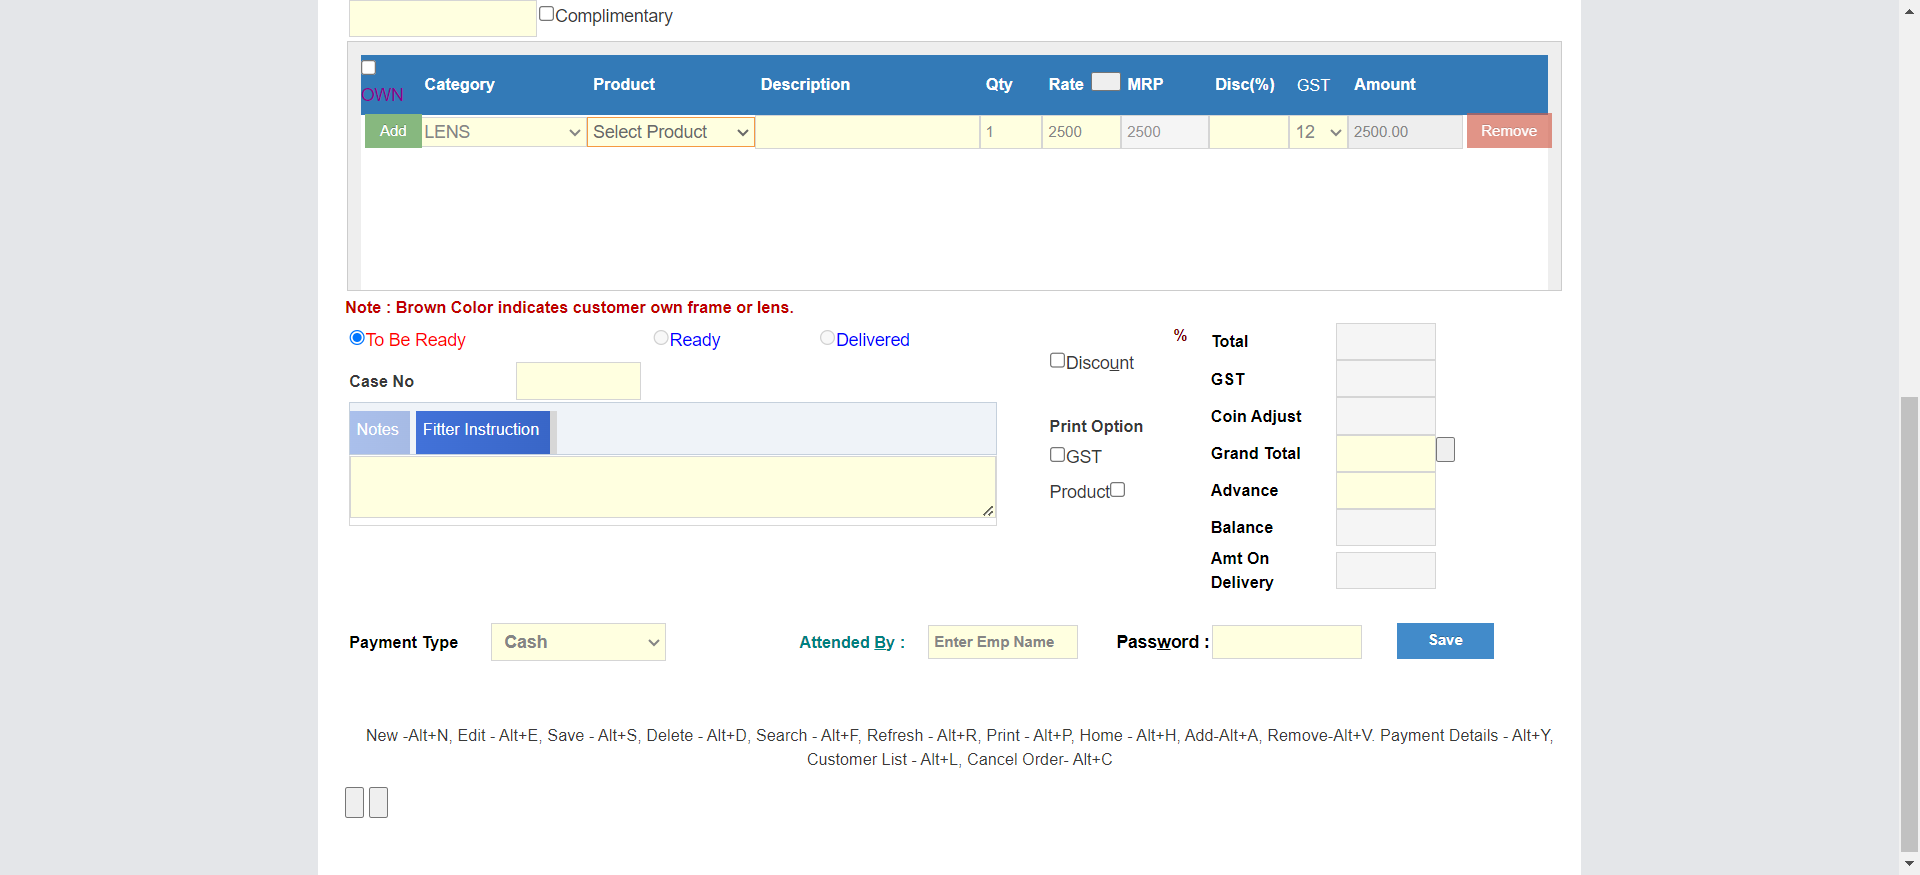 Complimentary
OWN Category Product Description Qty Rate MRP Disc(%) GST Amount
Add LENS Select Product 1 2500 2500 12 2500.00 Remove
Note : Brown Color indicates customer own frame or lens.
To Be Ready Ready Delivered
Case No
Notes Fitter Instruction
%
Discount
Print Option
GST
Product
Total
GST
Coin Adjust
Grand Total
Advance
Balance
Amt On
Delivery
Payment Type Cash Attended By : Enter Emp Name Password : Save
New -Alt+N, Edit - Alt+E, Save - Alt+S, Delete - Alt+D, Search - Alt+F, Refresh - Alt+R, Print - Alt+P, Home - Alt+H, Add-Alt+A, Remove-Alt+V. Payment Details - Alt+Y,
Customer List - Alt+L, Cancel Order- Alt+C